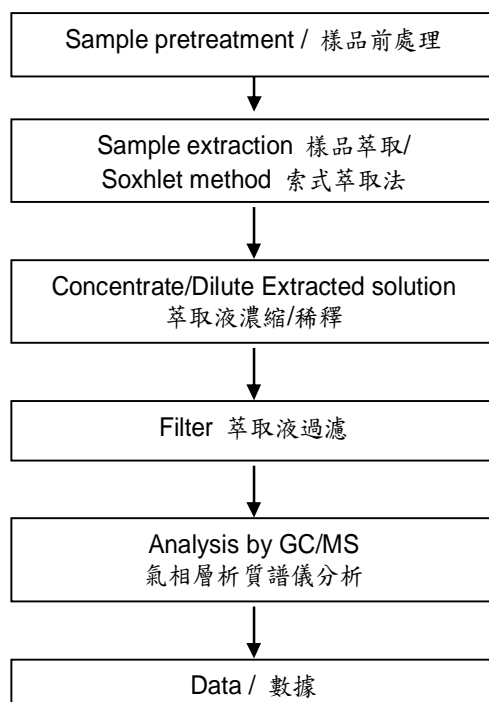 Sample pretreatment / 樣品前處理
Sample extraction 樣品萃取/
Soxhlet method 索式萃取法
Concentrate/Dilute Extracted solution
萃取液濃縮/稀釋
Filter 萃取液過濾
Analysis by GC/MS
氣相層析質譜儀分析
Data / 數據